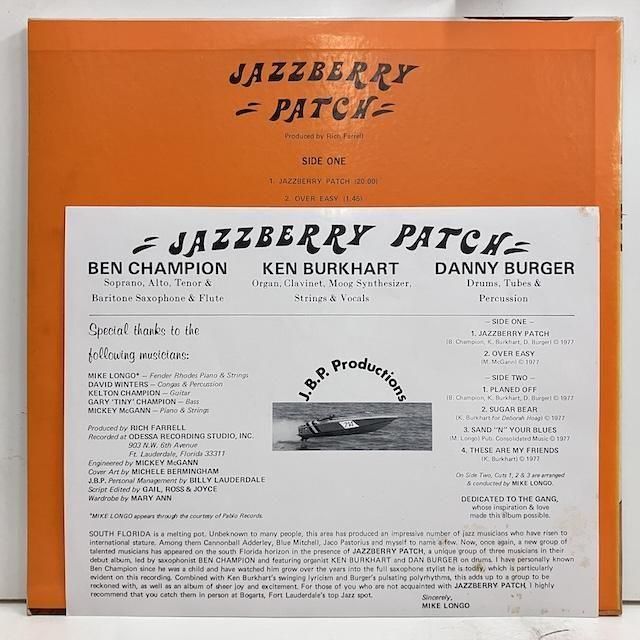 JAZZBERRY
= PATCH =
Produced by Rich Farrell
SIDE ONE
1. JAZZBERRY PATCH (20.00)
2. OVER EASY (1.45)
= JAZZBERRY PATCH =
BEN CHAMPION
Soprano, Alto, Tenor &
Baritone Saxophone & Flute
KEN BURKHART
Organ, Clavinet, Moog Synthesizer,
Strings & Vocals
DANNY BURGER
Drums, Tubes &
Percussion
Special thanks to the
following musicians:
MIKE LONGO* — Fender Rhodes Piano & Strings
DAVID WINTERS — Congas & Percussion
KELTON CHAMPION — Guitar
GARY 'TINY' CHAMPION — Bass
MICKEY McGANN — Piano & Strings
Produced by RICH FARRELL
Recorded at ODESSA RECORDING STUDIO, INC.
903 N.W. 6th Avenue
Ft. Lauderdale, Florida 33311
Engineered by MICKEY McGANN
Cover Art by MICHELE BERMINGHAM
J.B.P. Personal Management by BILLY LAUDERDALE
Script Edited by GAIL, ROSS & JOYCE
Wardrobe by MARY ANN
*MIKE LONGO appears through the courtesy of Pablo Records.
J.B.P. Productions
— SIDE ONE —
1. JAZZBERRY PATCH
(B. Champion, K. Burkhart, D. Burger) © 1977
2. OVER EASY
(M. McGann) © 1977
— SIDE TWO —
1. PLANED OFF
(B. Champion, K. Burkhart, D. Burger) © 1977
2. SUGAR BEAR
(K. Burkhart for Deborah Hoag) © 1977
3. SAND "N" YOUR BLUES
(M. Longo) Pub. Consolidated Music © 1977
4. THESE ARE MY FRIENDS
(K. Burkhart) © 1977
On Side Two, Cuts 1, 2 & 3 are arranged
& conducted by MIKE LONGO.
DEDICATED TO THE GANG,
whose inspiration & love
made this album possible.
SOUTH FLORIDA is a melting pot. Unbeknown to many people, this area has produced an impressive number of jazz musicians who have risen to
international stature. Among them Cannonball Adderley, Blue Mitchell, Jaco Pastorius and myself to name a few. Now, once again, a new group of
talented musicians has appeared on the south Florida horizon in the presence of JAZZBERRY PATCH, a unique group of three musicians in their
debut album, led by saxophonist BEN CHAMPION and featuring organist KEN BURKHART and DAN BURGER on drums. I have personally known
Ben Champion since he was a child and have watched him grow over the years into the full saxophone stylist he is today, which is particularly
evident on this recording. Combined with Ken Burkhart's swinging lyricism and Burger's pulsating polyrhythms, this adds up to a group to be
reckoned with, as well as an album of sheer joy and excitement. For those of you who are not acquainted with JAZZBERRY PATCH, I highly
recommend that you catch them in person at Bogarts, Fort Lauderdale's top Jazz spot.
Sincerely,
MIKE LONGO